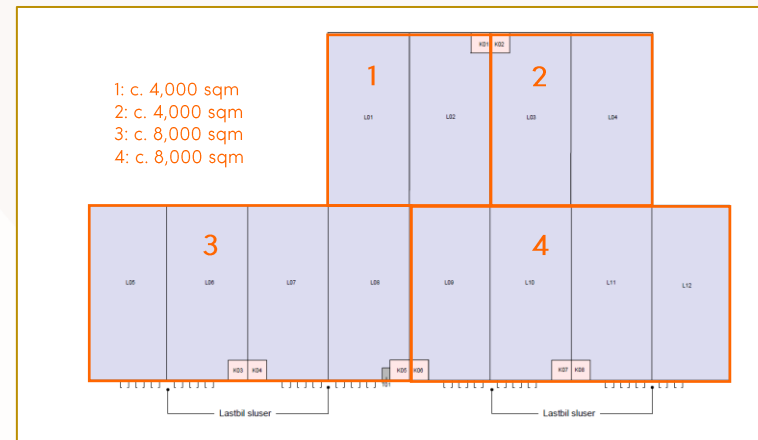 K01 K02
1
2
1: c. 4,000 sqm
2: c. 4,000 sqm
3: c. 8,000 sqm
4: c. 8,000 sqm
L01
L02
L03
L04
3
4
L05
L06
L07
L08
L09
L10
L11
L12
K03 K04
K05 K06
K07 K08
T01
Lastbil sluser
Lastbil sluser